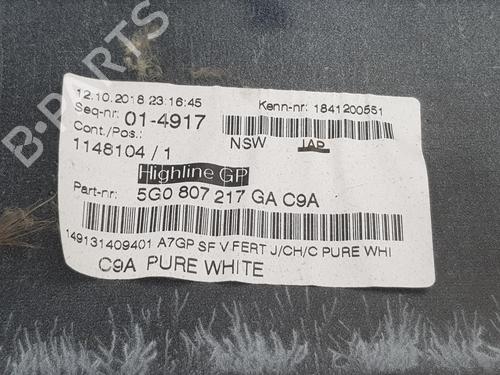 B-PARTS
12.10.2018 23:16:45
Kenn-nr: 1841200551
Seq-nr: 01-4917
Cont./Pos.:
NSW JAP
1148104 / 1
Highline GP
Part-nr: 5G0 807 217 GA C9A
149131409401 A7GP SF V.FERT J/CH/C PURE WHI
C9A PURE WHITE